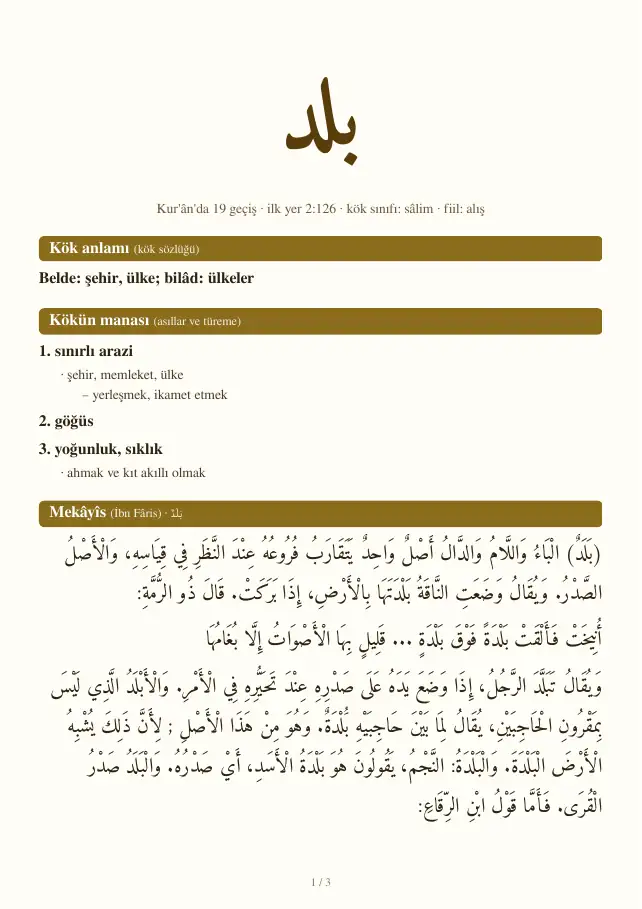 بلد
Kur'ân'da 19 geçiş · ilk yer 2:126 · kök sınıfı: sâlim · fiil: alış
Kök anlamı (kök sözlüğü)
Belde: şehir, ülke; bilâd: ülkeler
Kökün manası (asıllar ve türeme)
1. sınırlı arazi
· şehir, memleket, ülke
– yerleşmek, ikamet etmek
2. göğüs
3. yoğunluk, sıklık
· ahmak ve kıt akıllı olmak
Mekâyîs (İbn Fâris) · بَلَدَ
(بَلَدَ) الْبَاءُ وَاللَّامُ وَالدَّالُ أَصْلٌ وَاحِدٌ يَتَقَارَبُ فُرُوعُهُ عِنْدَ النَّظَرِ فِي قِيَاسِهِ، وَالْأَصْلُ
الصَّدْرُ. وَيُقَالُ وَضَعَتِ النَّاقَةُ بَلْدَتَهَا بِالْأَرْضِ، إِذَا بَرَكَتْ. قَالَ ذُو الرُّمَّةِ:
أُنِيخَتْ فَأَلْقَتْ بَلْدَةً فَوْقَ بَلْدَةٍ ... قَلِيلٍ بِهَا الْأَصْوَاتُ إِلَّا بُغَامُهَا
وَيُقَالُ تَبَلَّدَ الرَّجُلُ، إِذَا وَضَعَ يَدَهُ عَلَى صَدْرِهِ عِنْدَ تَحَيُّرِهِ فِي الْأَمْرِ. وَالْأَبْلَدُ الَّذِي لَيْسَ
بِمَقْرُونِ الْحَاجِبَيْنِ، يُقَالُ لِمَا بَيْنَ حَاجِبَيْهِ بُلْدَةٌ. وَهُوَ مِنْ هَذَا الْأَصْلِ ; لِأَنَّ ذَلِكَ يُشْبِهُ
الْأَرْضَ الْبَلْدَةَ. وَالْبَلْدَةُ: النَّجْمُ، يَقُولُونَ هُوَ بَلْدَةُ الْأَسَدِ، أَيْ صَدْرُهُ. وَالْبَلَدُ صَدْرُ
الْقُرَى. فَأَمَّا قَوْلُ ابْنِ الرِّقَاعِ:
1 / 3